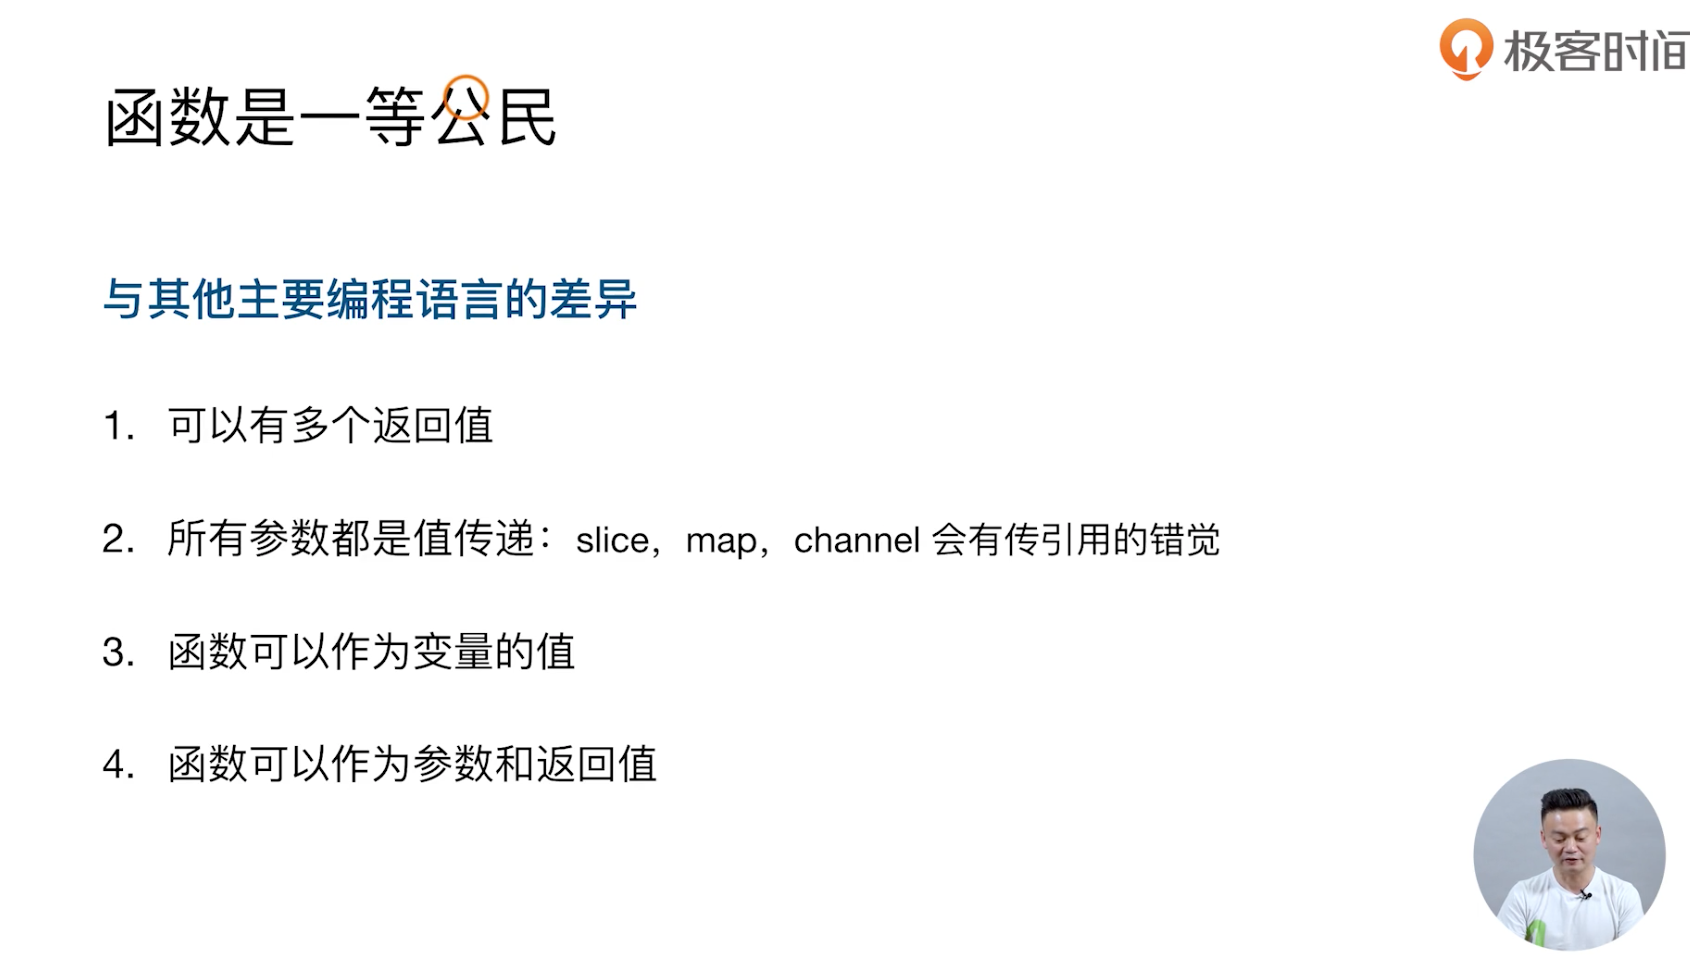 极客时间
函数是一等公民
与其他主要编程语言的差异
1. 可以有多个返回值
2. 所有参数都是值传递：slice，map，channel 会有传引用的错觉
3. 函数可以作为变量的值
4. 函数可以作为参数和返回值